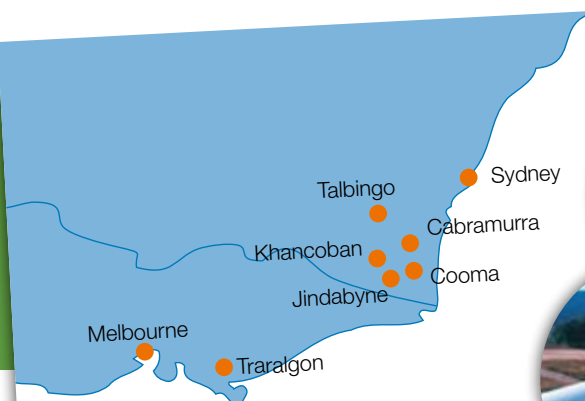 Sydney
Talbingo
Cabramurra
Khancoban
Cooma
Jindabyne
Melbourne
Traralgon